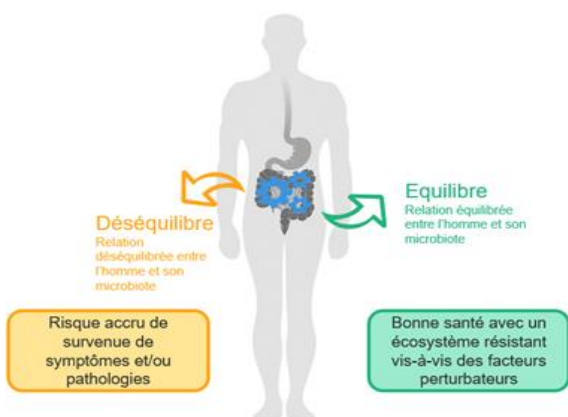 Déséquilibre
Relation
déséquilibrée entre
l'homme et son
microbiote
Equilibre
Relation équilibrée
entre l'homme et son
microbiote
Risque accru de
survenue de
symptômes et/ou
pathologies
Bonne santé avec un
écosystème résistant
vis-à-vis des facteurs
perturbateurs